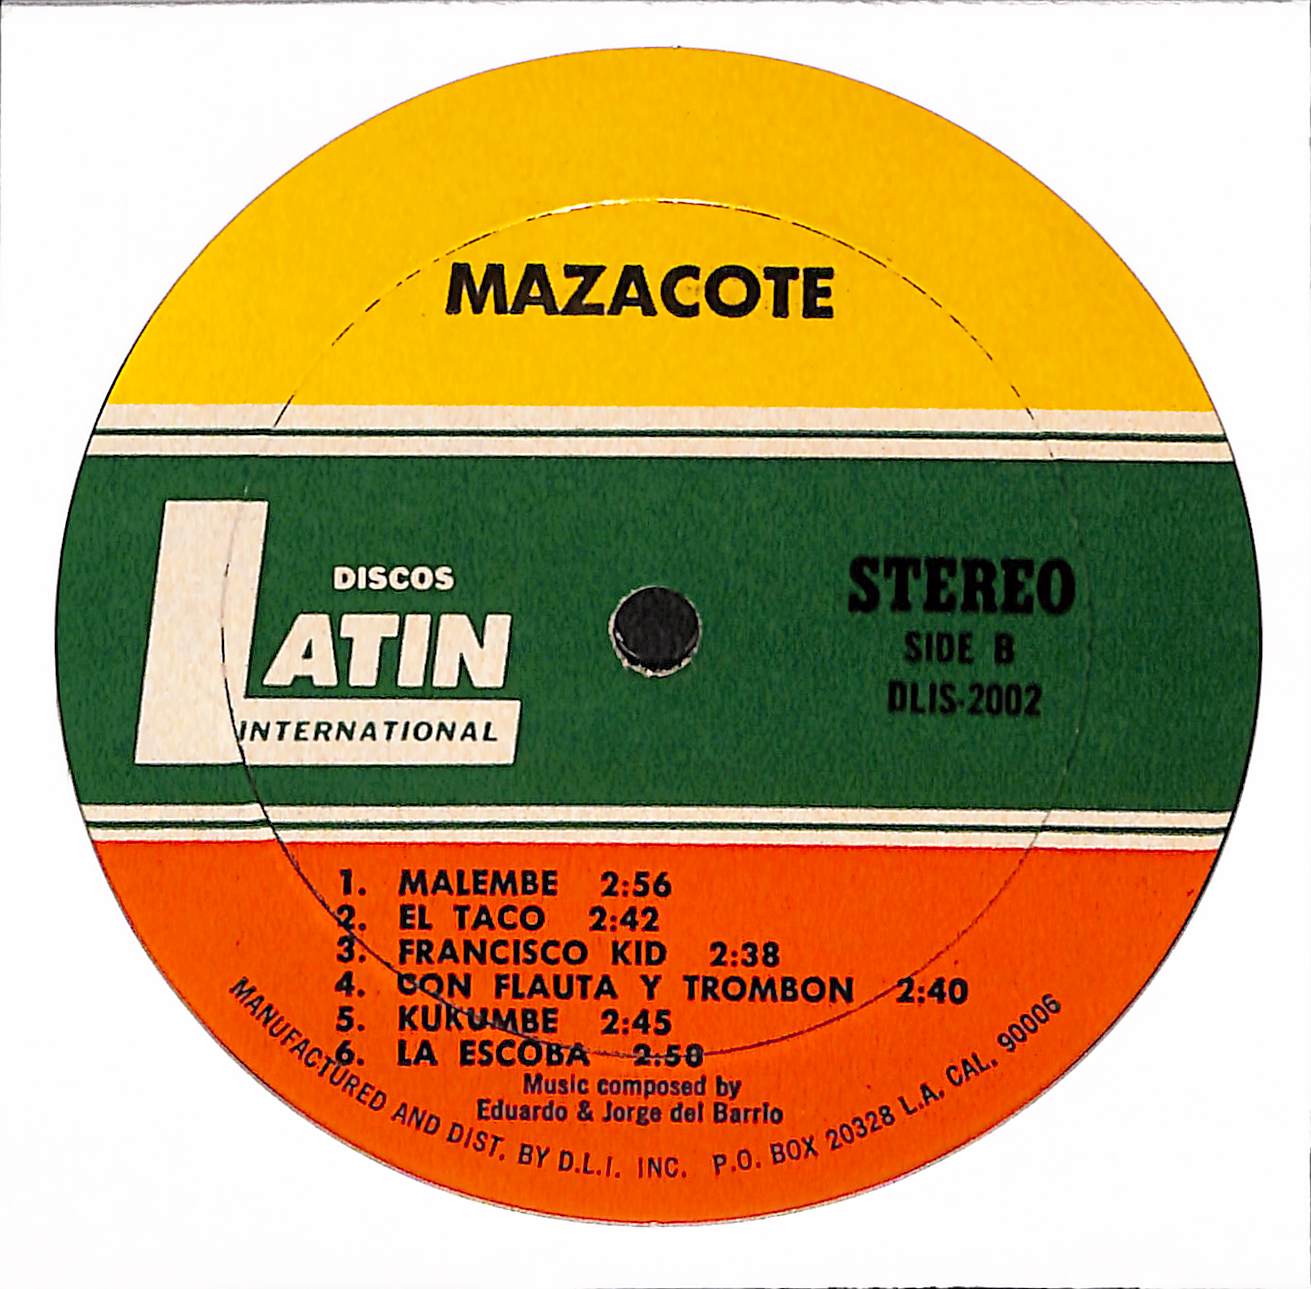 MAZACOTE
DISCOS
LATIN
INTERNATIONAL
STEREO
SIDE B
DLIS-2002
1. MALEMBE 2:56
2. EL TACO 2:42
3. FRANCISCO KID 2:38
4. CON FLAUTA Y TROMBON 2:40
5. KUKUMBE 2:45
6. LA ESCOBA 2:50
Music composed by
Eduardo & Jorge del Barrio
MANUFACTURED AND DIST. BY D.L.I. INC. P.O. BOX 20328 L.A. CAL. 90006